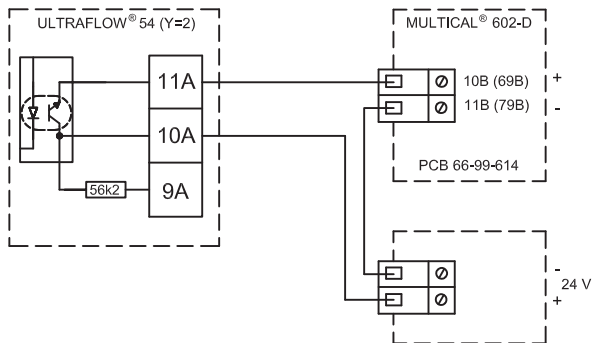 ULTRAFLOW® 54 (Y=2)
11A
10A
9A
56k2
MULTICAL® 602-D
10B (69B) +
11B (79B) -
PCB 66-99-614
-
24 V
+